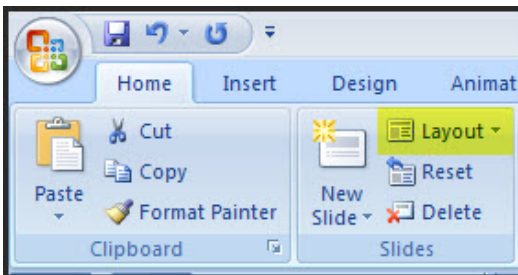 Home Insert Design Animat
Cut
Layout
Copy
Reset
Paste
New
Format Painter
Slide
Delete
Clipboard
Slides